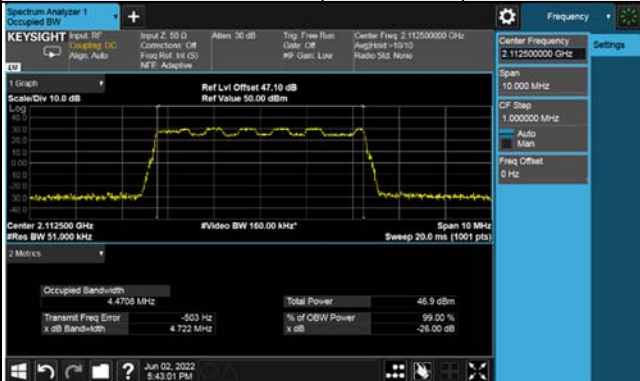 Spectrum Analyzer 1
Occupied BW
Frequency
KEYSIGHT
Input: RF
Coupling: DC
Align: Auto
Input Z: 50 Ω
Corrections: Off
Freq Ref: Int (S)
NFE: Adaptive
Atten: 30 dB
Trig: Free Run
Gate: Off
#IF Gain: Low
Center Freq: 2.112500000 GHz
Avg|Hold: >10/10
Radio Std: None
LXI
1 Graph
Scale/Div 10.0 dB
Ref Lvl Offset 47.10 dB
Ref Value 50.00 dBm
Log
40.0
30.0
20.0
10.0
0.00
-10.0
-20.0
-30.0
-40.0
Center 2.112500 GHz
#Res BW 51.000 kHz
#Video BW 160.00 kHz*
Span 10 MHz
Sweep 20.0 ms (1001 pts)
2 Metrics
Occupied Bandwidth
4.4708 MHz
Total Power 46.9 dBm
Transmit Freq Error -503 Hz
% of OBW Power 99.00 %
x dB Bandwidth 4.722 MHz
x dB -26.00 dB
Center Frequency
2.112500000 GHz
Settings
Span
10.000 MHz
CF Step
1.000000 MHz
Auto
Man
Freq Offset
0 Hz
Jun 02, 2022
5:43:01 PM